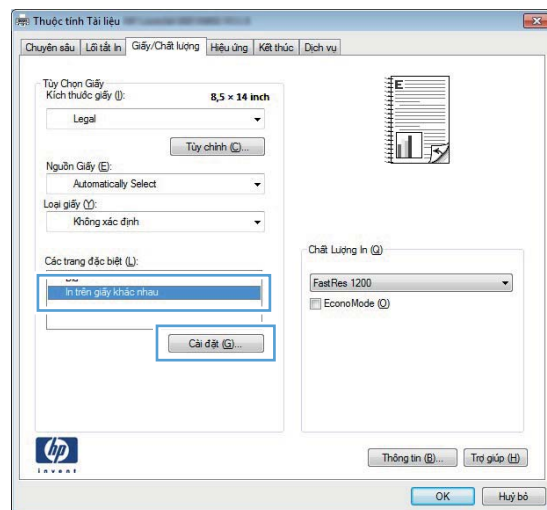 Thuộc tính Tài liệu
Chuyên sâu Lối tắt In Giấy/Chất lượng Hiệu ứng Kết thúc Dịch vụ
Tùy Chọn Giấy
Kích thước giấy (I):
8,5 × 14 inch
Legal
Tùy chỉnh (C)...
Nguồn Giấy (E):
Automatically Select
Loại giấy (Y):
Không xác định
Các trang đặc biệt (L):
In trên giấy khác nhau
Cài đặt (G)...
E
Chất Lượng In (Q)
FastRes 1200
EconoMode (O)
hp
invent
Thông tin (B)... Trợ giúp (H)
OK Huỷ bỏ